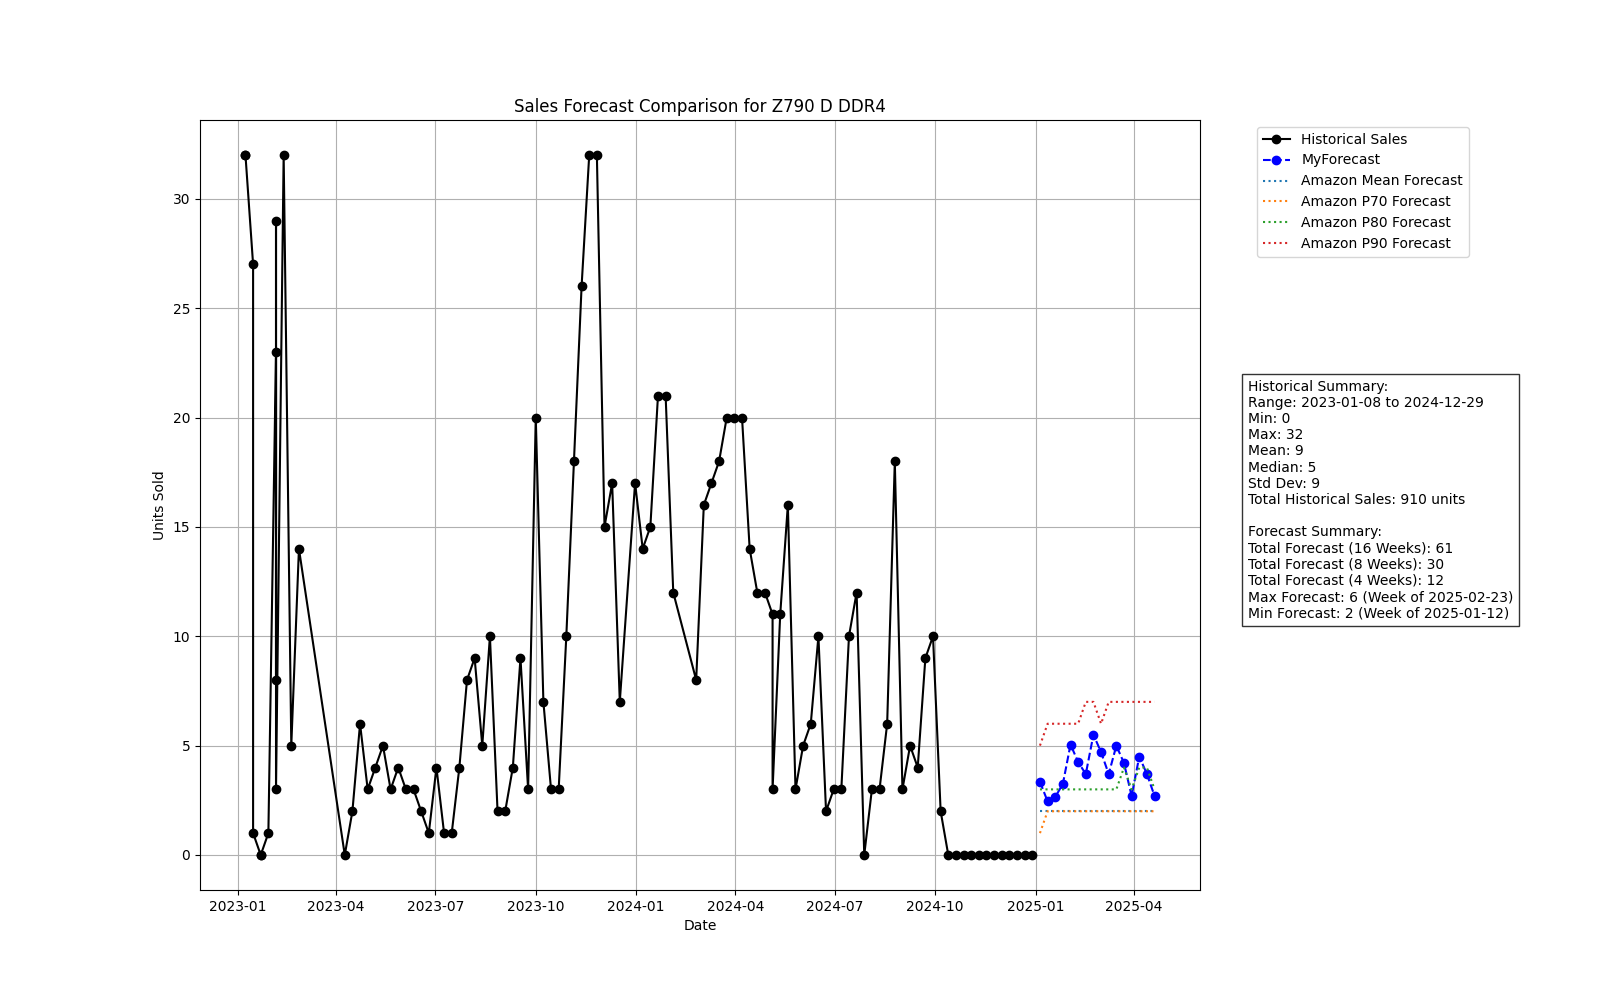 Sales Forecast Comparison for Z790 D DDR4
Historical Sales
MyForecast
Amazon Mean Forecast
Amazon P70 Forecast
Amazon P80 Forecast
Amazon P90 Forecast
30
25
20
15
10
5
0
Units Sold
2023-01
2023-04
2023-07
2023-10
2024-01
2024-04
2024-07
2024-10
2025-01
2025-04
Date
Historical Summary:
Range: 2023-01-08 to 2024-12-29
Min: 0
Max: 32
Mean: 9
Median: 5
Std Dev: 9
Total Historical Sales: 910 units
Forecast Summary:
Total Forecast (16 Weeks): 61
Total Forecast (8 Weeks): 30
Total Forecast (4 Weeks): 12
Max Forecast: 6 (Week of 2025-02-23)
Min Forecast: 2 (Week of 2025-01-12)